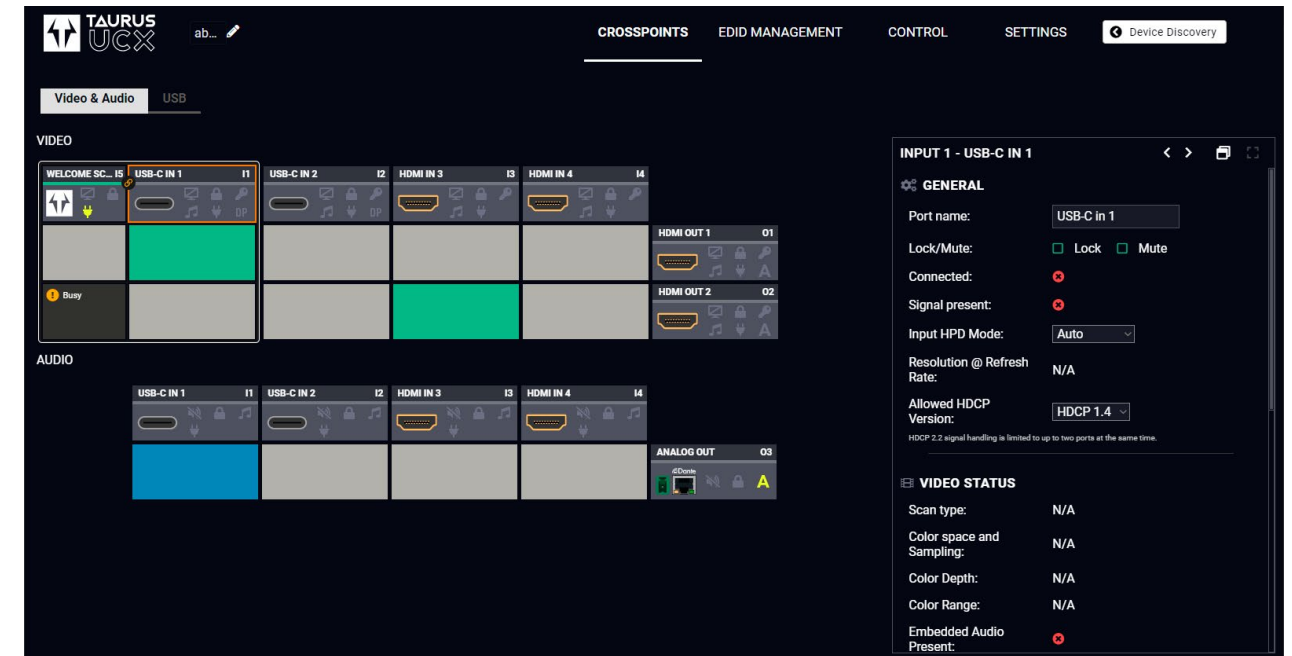 TAURUS
UCX
ab...
CROSSPOINTS
EDID MANAGEMENT
CONTROL
SETTINGS
Device Discovery
Video & Audio
USB
VIDEO
WELCOME SC... I5
USB-C IN 1 I1
USB-C IN 2 I2
HDMI IN 3 I3
HDMI IN 4 I4
DP
DP
HDMI OUT 1 O1
A
Busy
HDMI OUT 2 O2
A
AUDIO
USB-C IN 1 I1
USB-C IN 2 I2
HDMI IN 3 I3
HDMI IN 4 I4
ANALOG OUT O3
Dante
A
INPUT 1 - USB-C IN 1
GENERAL
Port name: USB-C in 1
Lock/Mute: Lock Mute
Connected:
Signal present:
Input HPD Mode: Auto
Resolution @ Refresh
Rate: N/A
Allowed HDCP
Version: HDCP 1.4
HDCP 2.2 signal handling is limited to up to two ports at the same time.
VIDEO STATUS
Scan type: N/A
Color space and
Sampling: N/A
Color Depth: N/A
Color Range: N/A
Embedded Audio
Present: